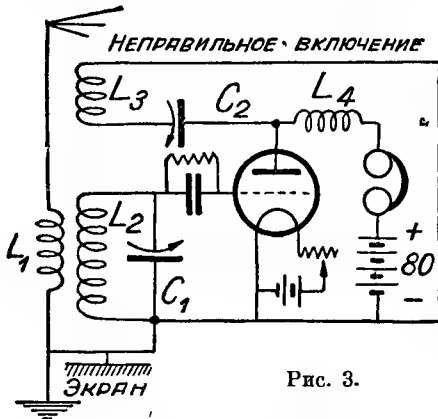 НЕПРАВИЛЬНОЕ ВКЛЮЧЕНИЕ
L3
C2
L4
L1
L2
C1
+
80
-
ЭКРАН
Рис. 3.